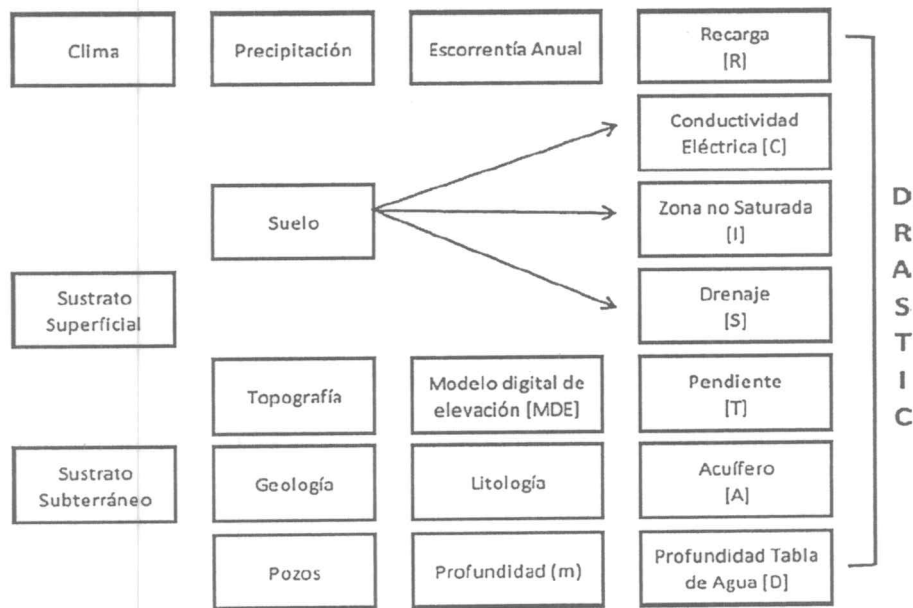 Clima
Precipitación
Escorrentía Anual
Recarga
[R]
Conductividad
Eléctrica [C]
Suelo
Zona no Saturada
[I]
Sustrato
Superficial
Drenaje
[S]
Topografía
Modelo digital de
elevación [MDE]
Pendiente
[T]
Sustrato
Subterráneo
Geología
Litología
Acuífero
[A]
Pozos
Profundidad (m)
Profundidad Tabla
de Agua [D]
D
R
A
S
T
I
C